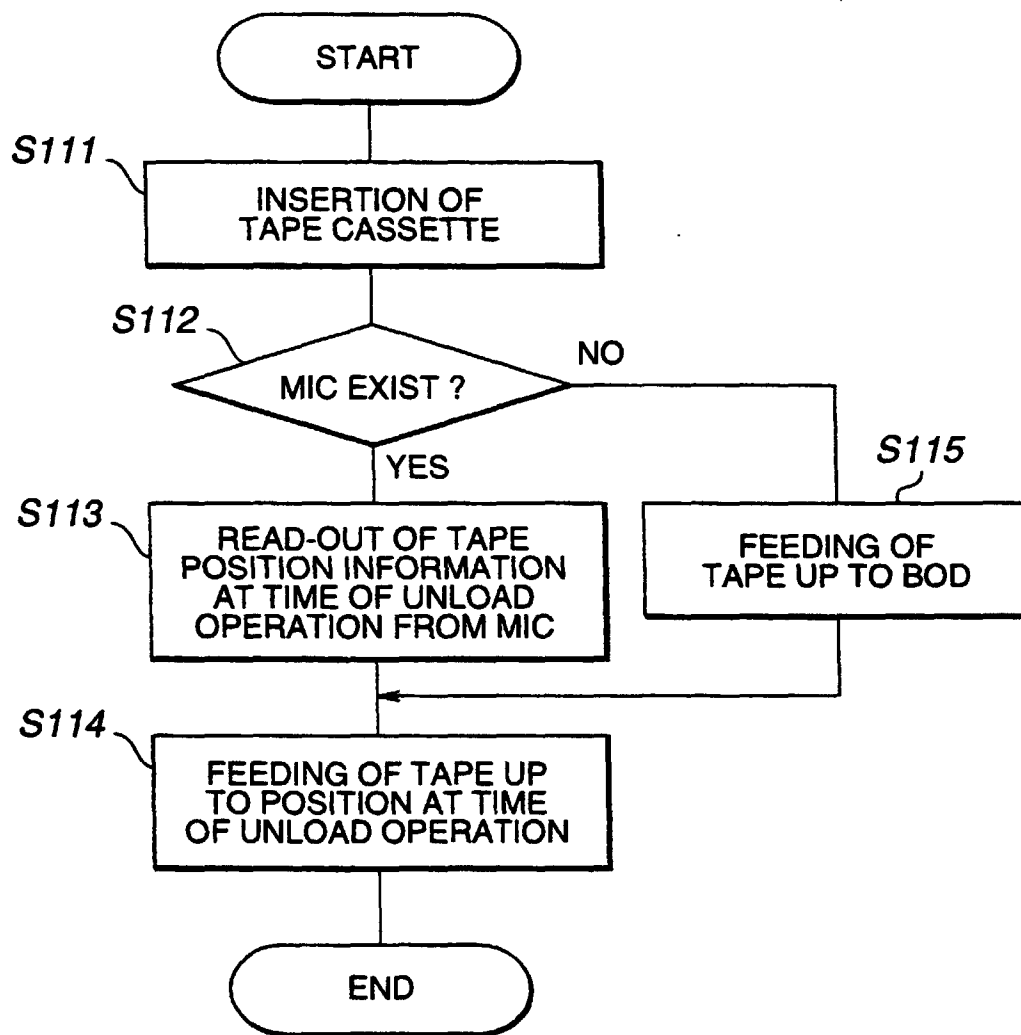 START
S111
INSERTION OF
TAPE CASSETTE
S112
MIC EXIST ?
NO
YES
S113
READ-OUT OF TAPE
POSITION INFORMATION
AT TIME OF UNLOAD
OPERATION FROM MIC
S115
FEEDING OF
TAPE UP TO BOD
S114
FEEDING OF TAPE UP
TO POSITION AT TIME
OF UNLOAD OPERATION
END